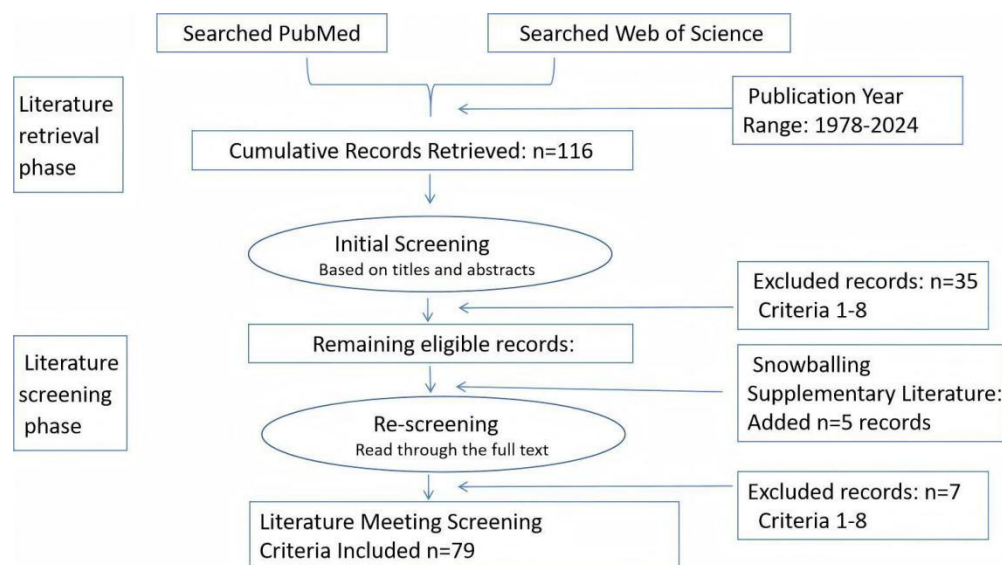 Searched PubMed
Searched Web of Science
Literature
retrieval
phase
Publication Year
Range: 1978-2024
Cumulative Records Retrieved: n=116
Initial Screening
Based on titles and abstracts
Excluded records: n=35
Criteria 1-8
Remaining eligible records:
Literature
screening
phase
Snowballing
Supplementary Literature:
Added n=5 records
Re-screening
Read through the full text
Excluded records: n=7
Criteria 1-8
Literature Meeting Screening
Criteria Included n=79